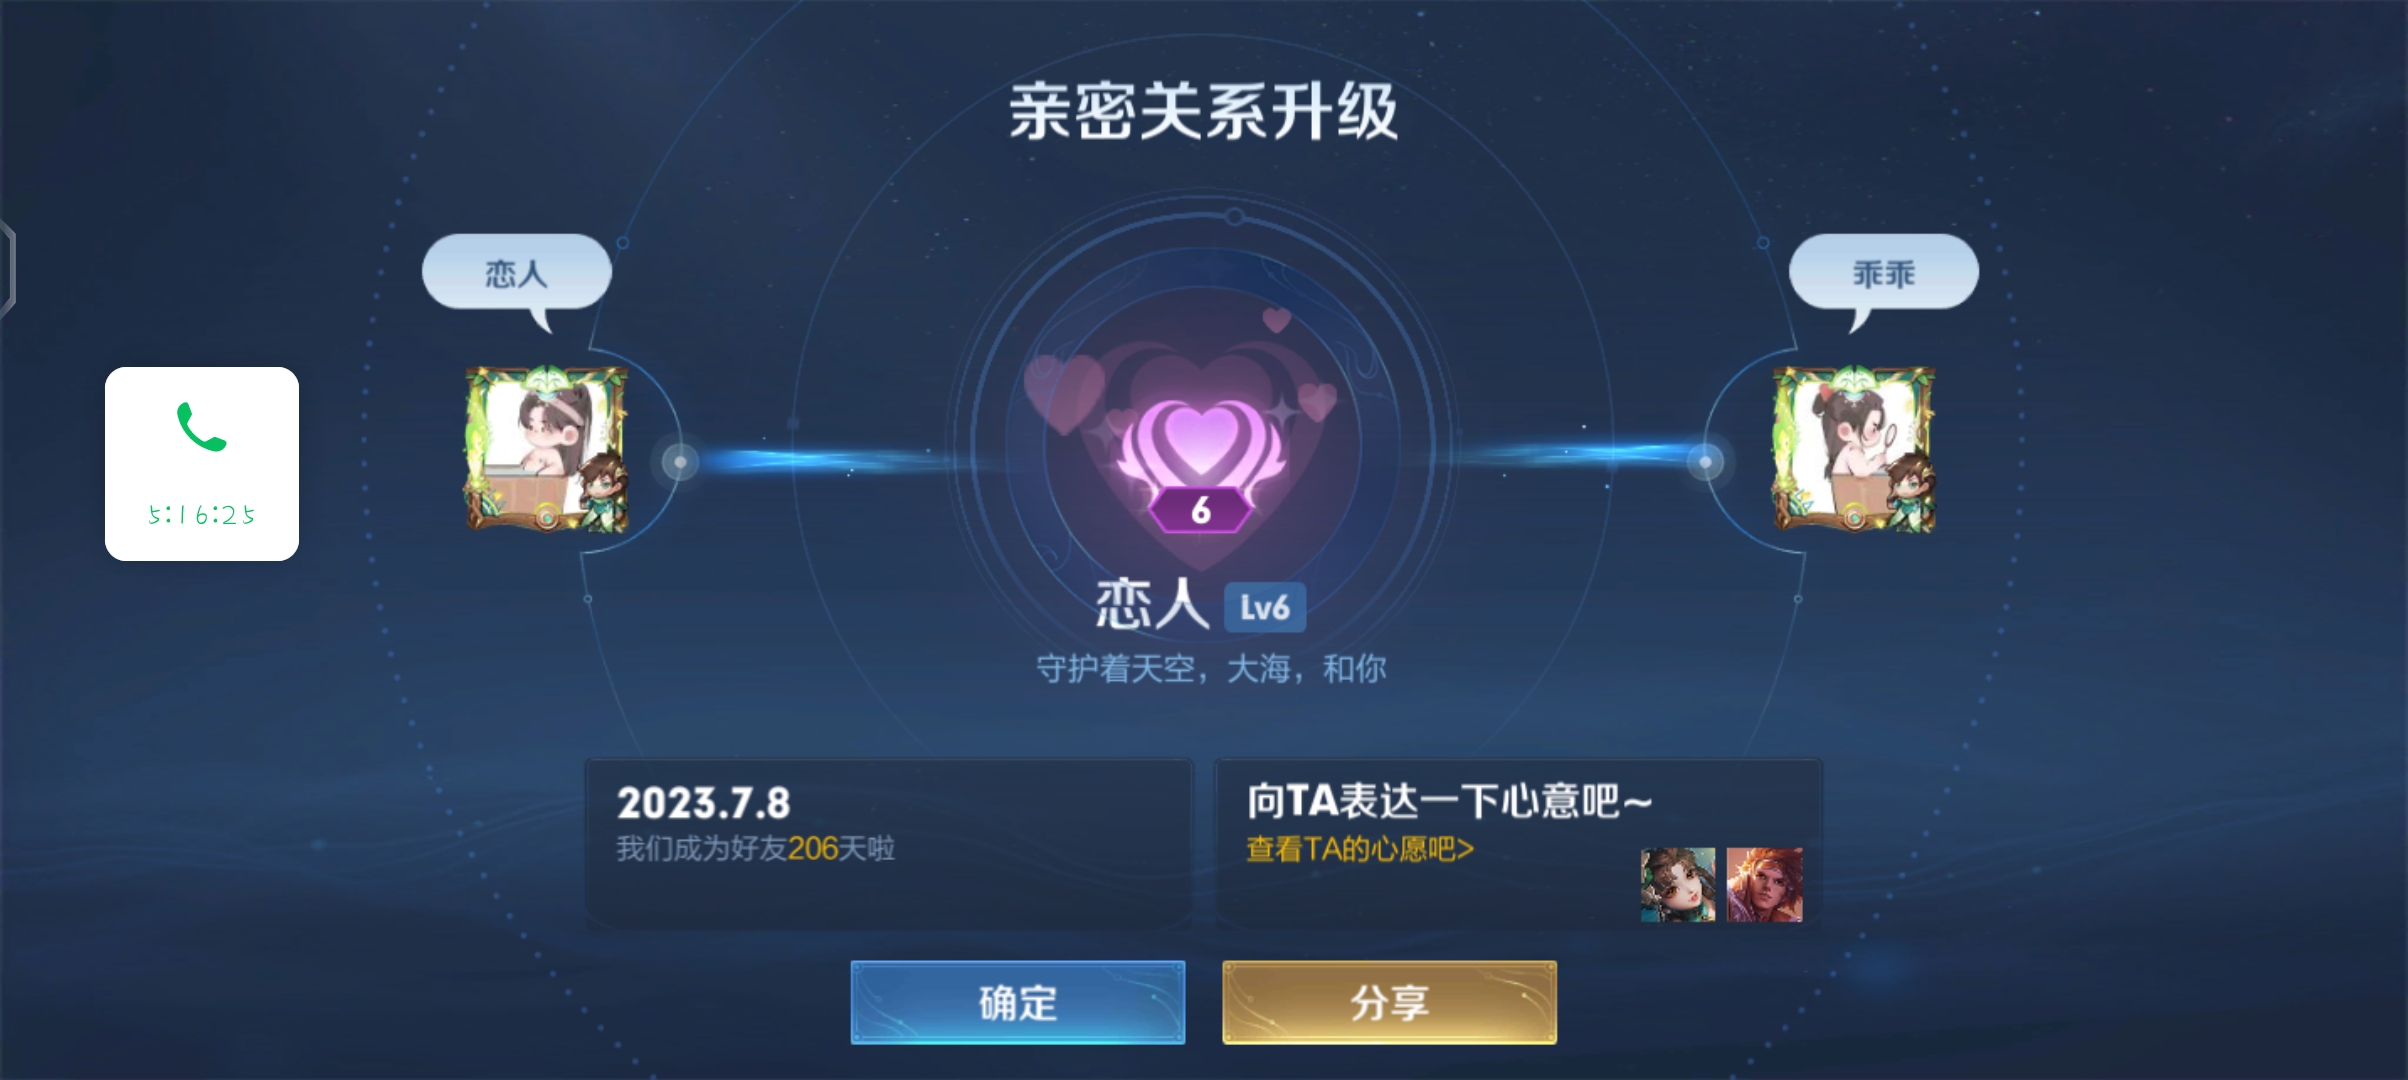 亲密关系升级
恋人
乖乖
5:16:25
6
恋人 Lv6
守护着天空，大海，和你
2023.7.8
我们成为好友206天啦
向TA表达一下心意吧~
查看TA的心愿吧>
确定
分享